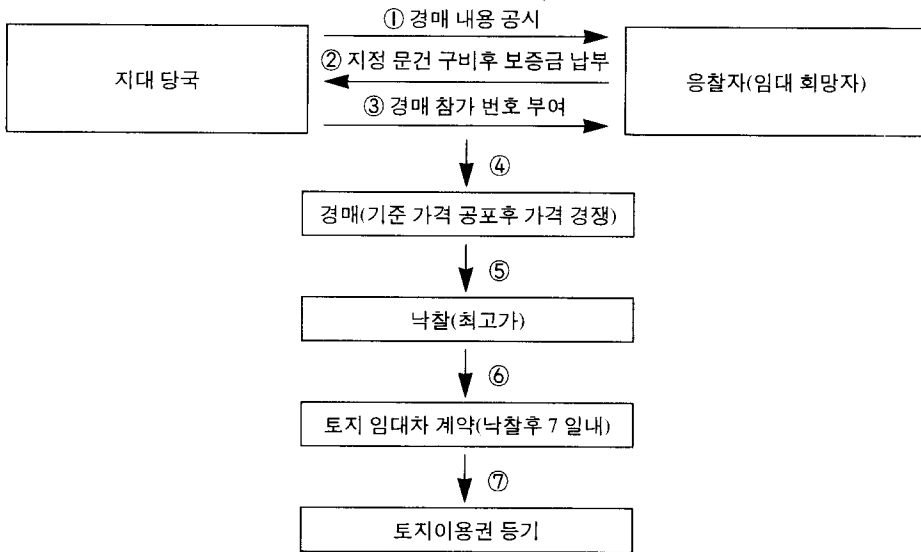 ① 경매 내용 공시
② 지정 문건 구비후 보증금 납부
지대 당국
응찰자(임대 희망자)
③ 경매 참가 번호 부여
④
경매(기준 가격 공포후 가격 경쟁)
⑤
낙찰(최고가)
⑥
토지 임대차 계약(낙찰후 7 일내)
⑦
토지이용권 등기